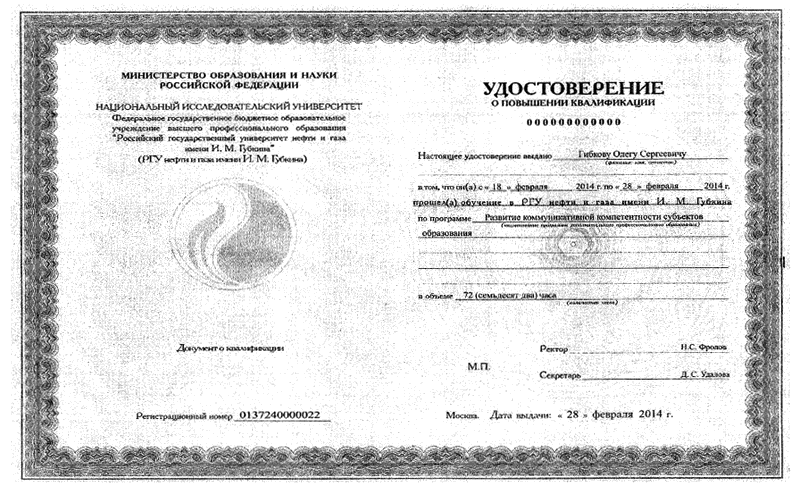 МИНИСТЕРСТВО ОБРАЗОВАНИЯ И НАУКИ
РОССИЙСКОЙ ФЕДЕРАЦИИ
НАЦИОНАЛЬНЫЙ ИССЛЕДОВАТЕЛЬСКИЙ УНИВЕРСИТЕТ
Федеральное государственное бюджетное образовательное
учреждение высшего профессионального образования
"Российский государственный университет нефти и газа
имени И. М. Губкина"
(РГУ нефти и газа имени И. М. Губкина)
Документ о квалификации
Регистрационный номер 0137240000022
УДОСТОВЕРЕНИЕ
О ПОВЫШЕНИИ КВАЛИФИКАЦИИ
000000000000
Настоящее удостоверение выдано Гибкову Олегу Сергеевичу
(фамилия, имя, отчество)
в том, что он(а) с « 18 » февраля 2014 г. по « 28 » февраля 2014 г.
прошел(а) обучение в РГУ нефти и газа имени И. М. Губкина
по программе Развитие коммуникативной компетентности субъектов
(наименование программы дополнительного профессионального образования)
образования
в объеме 72 (семьдесят два) часа
(количество часов)
Ректор Н.С. Фролов
М.П.
Секретарь Д. С. Удалова
Москва. Дата выдачи: « 28 » февраля 2014 г.